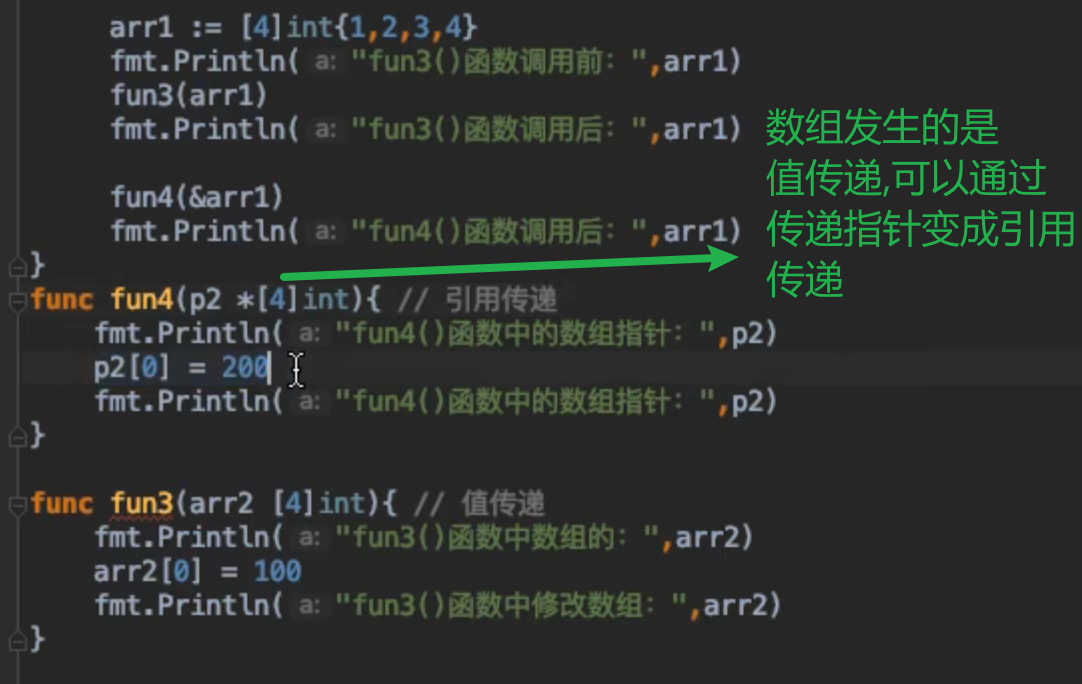 arr1 := [4]int{1,2,3,4}
fmt.Println( a: "fun3()函数调用前：",arr1)
fun3(arr1)
fmt.Println( a: "fun3()函数调用后：",arr1)
fun4(&arr1)
fmt.Println( a: "fun4()函数调用后：",arr1)
}
数组发生的是
值传递,可以通过
传递指针变成引用
传递
func fun4(p2 *[4]int){ // 引用传递
fmt.Println( a: "fun4()函数中的数组指针：",p2)
p2[0] = 200
fmt.Println( a: "fun4()函数中的数组指针：",p2)
}
func fun3(arr2 [4]int){ // 值传递
fmt.Println( a: "fun3()函数中数组的：",arr2)
arr2[0] = 100
fmt.Println( a: "fun3()函数中修改数组：",arr2)
}